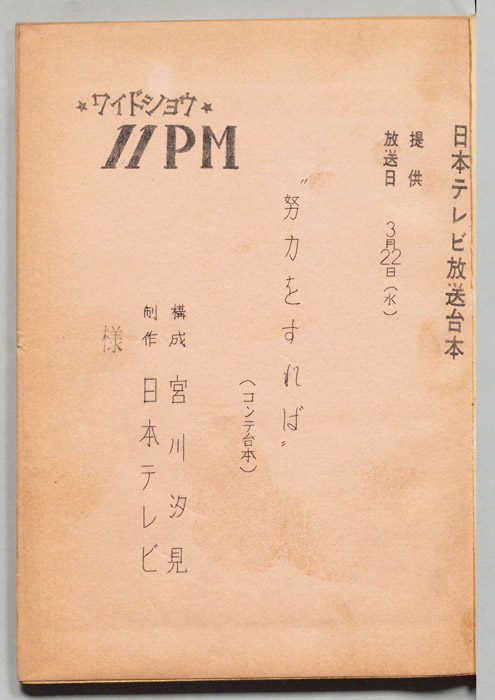 日本テレビ放送台本
提供
放送日 3月22日(水)
☆ワイドショウ☆
11PM
"努力をすれば"
(コンテ台本)
構成 宮川汐見
制作 日本テレビ
様